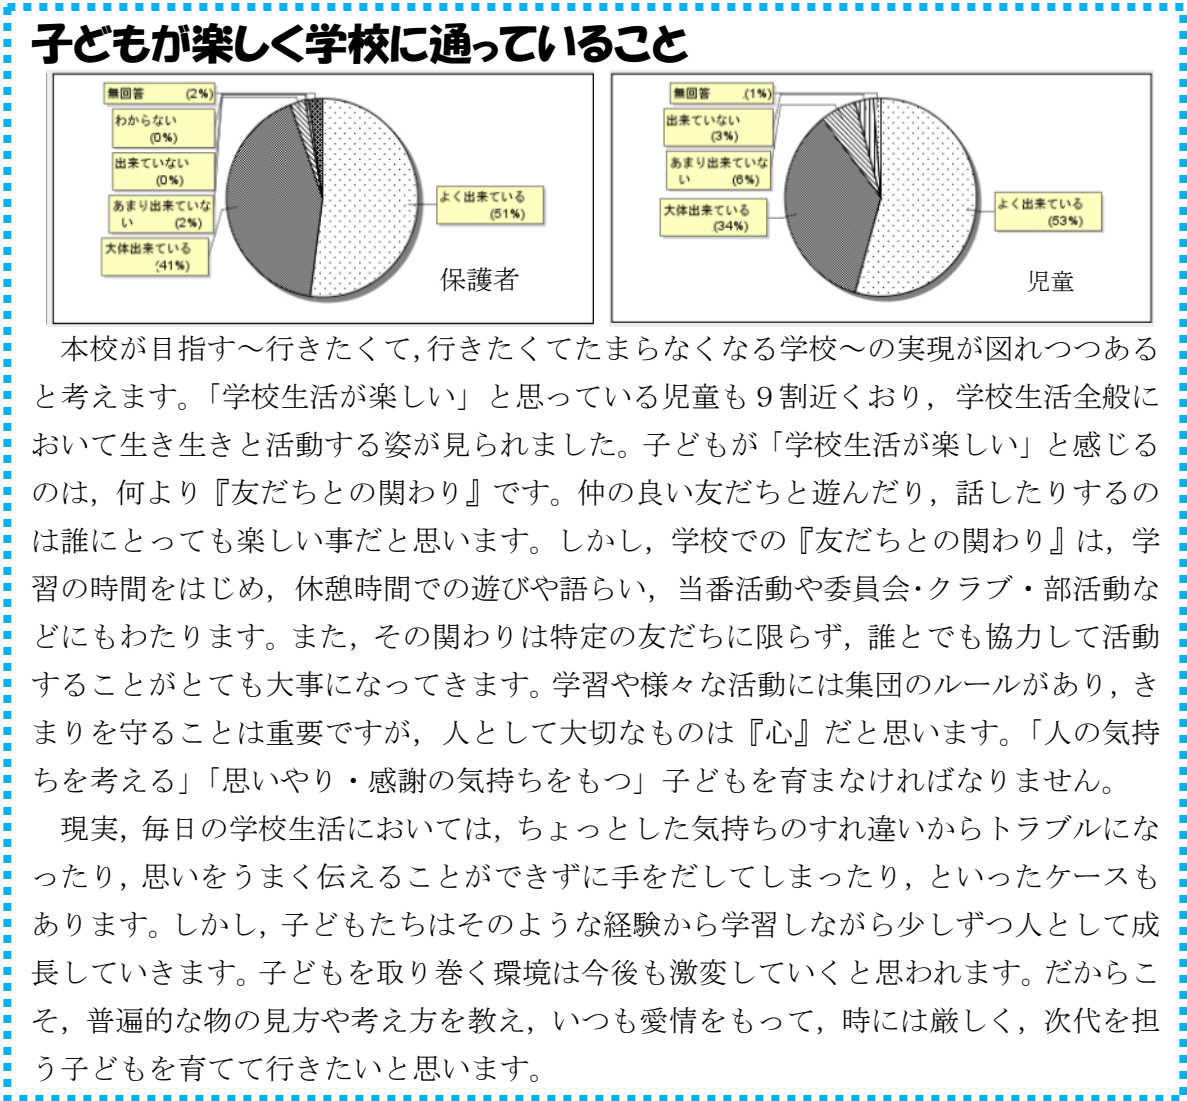 子どもが楽しく学校に通っていること
無回答 (2%)
わからない
(0%)
出来ていない
(0%)
あまり出来ていな
い (2%)
大体出来ている
(41%)
よく出来ている
(51%)
保護者
無回答 (1%)
出来ていない
(3%)
あまり出来ていな
い (6%)
大体出来ている
(34%)
よく出来ている
(53%)
児童
本校が目指す～行きたくて,行きたくてたまらなくなる学校～の実現が図れつつある
と考えます。「学校生活が楽しい」と思っている児童も9割近くおり，学校生活全般に
おいて生き生きと活動する姿が見られました。子どもが「学校生活が楽しい」と感じる
のは，何より『友だちとの関わり』です。仲の良い友だちと遊んだり，話したりするの
は誰にとっても楽しい事だと思います。しかし，学校での『友だちとの関わり』は，学
習の時間をはじめ，休憩時間での遊びや語らい，当番活動や委員会・クラブ・部活動な
どにもわたります。また，その関わりは特定の友だちに限らず，誰とでも協力して活動
することがとても大事になってきます。学習や様々な活動には集団のルールがあり，き
まりを守ることは重要ですが，人として大切なものは『心』だと思います。「人の気持
ちを考える」「思いやり・感謝の気持ちをもつ」子どもを育まなければなりません。
現実，毎日の学校生活においては，ちょっとした気持ちのすれ違いからトラブルにな
ったり，思いをうまく伝えることができずに手をだしてしまったり，といったケースも
あります。しかし，子どもたちはそのような経験から学習しながら少しずつ人として成
長していきます。子どもを取り巻く環境は今後も激変していくと思われます。だからこ
そ，普遍的な物の見方や考え方を教え，いつも愛情をもって，時には厳しく，次代を担
う子どもを育てて行きたいと思います。